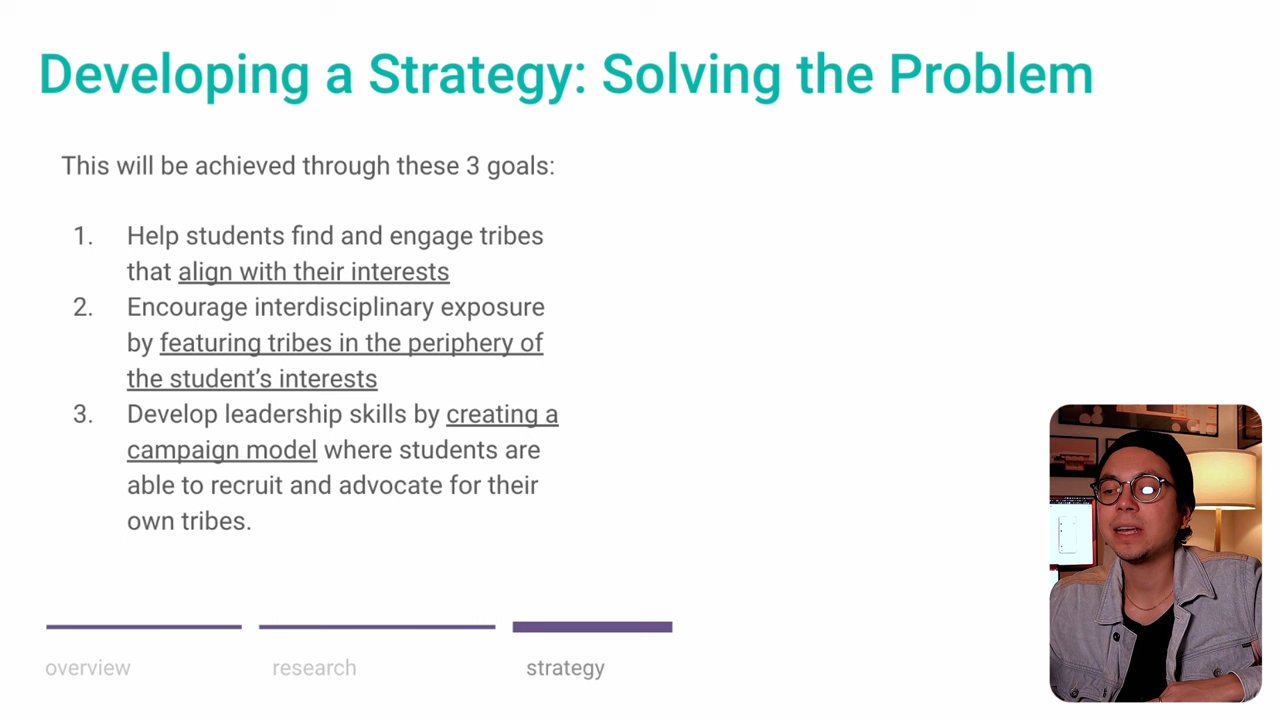 Developing a Strategy: Solving the Problem
This will be achieved through these 3 goals:
1. Help students find and engage tribes
that align with their interests
2. Encourage interdisciplinary exposure
by featuring tribes in the periphery of
the student’s interests
3. Develop leadership skills by creating a
campaign model where students are
able to recruit and advocate for their
own tribes.
overview
research
strategy